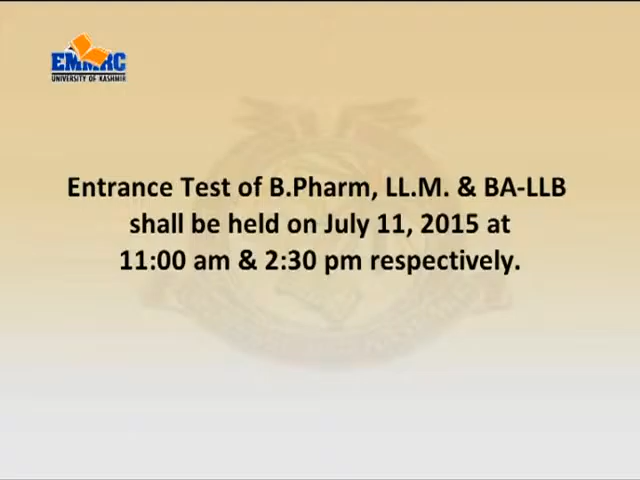 EMMRC
UNIVERSITY OF KASHMIR
Entrance Test of B.Pharm, LL.M. & BA-LLB
shall be held on July 11, 2015 at
11:00 am & 2:30 pm respectively.